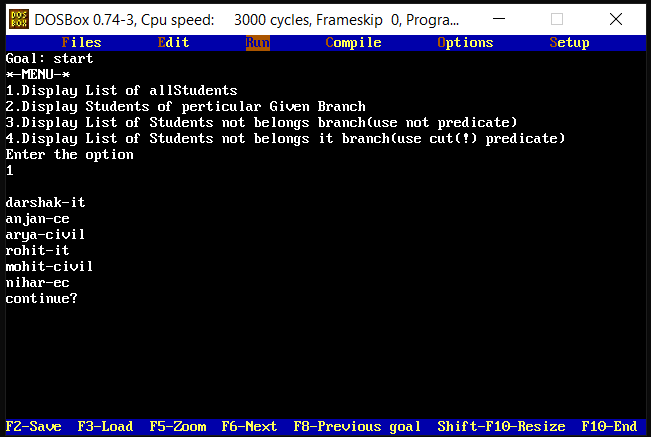 DOS BOX DOSBox 0.74-3, Cpu speed: 3000 cycles, Frameskip 0, Progra...
Files Edit Run Compile Options Setup
Goal: start
*-MENU-*
1.Display List of allStudents
2.Display Students of perticular Given Branch
3.Display List of Students not belongs branch(use not predicate)
4.Display List of Students not belongs it branch(use cut(!) predicate)
Enter the option
1
darshak-it
anjan-ce
arya-civil
rohit-it
mohit-civil
nihar-ec
continue?
F2-Save F3-Load F5-Zoom F6-Next F8-Previous goal Shift-F10-Resize F10-End